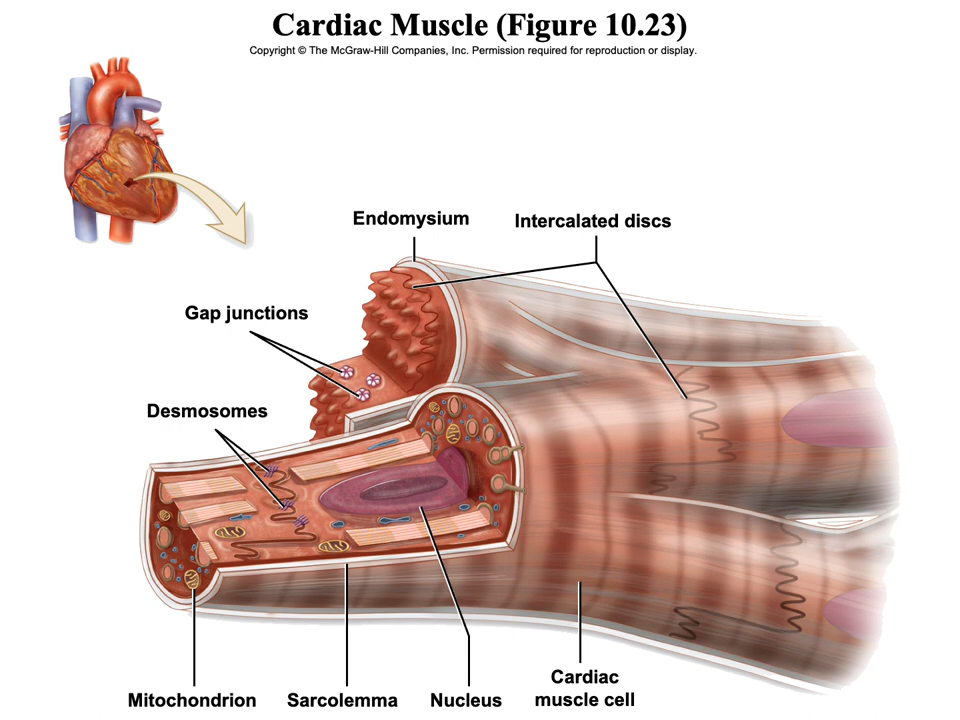 Cardiac Muscle (Figure 10.23)
Copyright © The McGraw-Hill Companies, Inc. Permission required for reproduction or display.
Endomysium
Intercalated discs
Gap junctions
Desmosomes
Mitochondrion
Sarcolemma
Nucleus
Cardiac
muscle cell